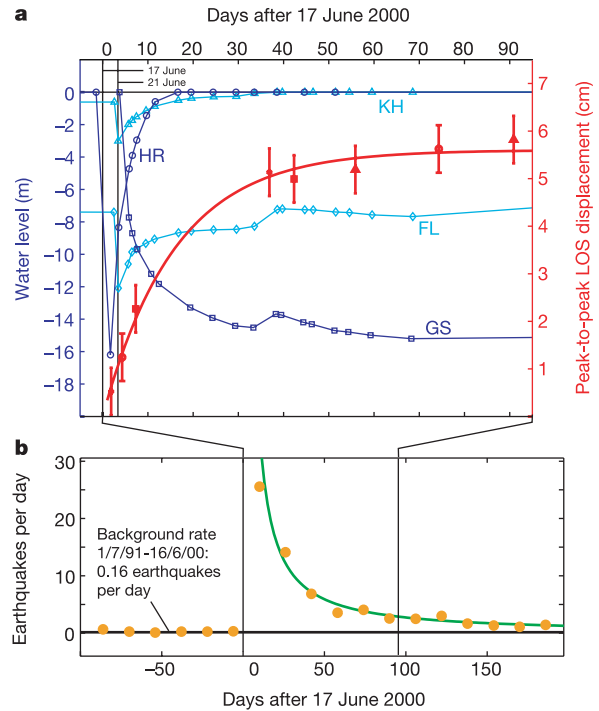 a
Days after 17 June 2000
0 10 20 30 40 50 60 70 80 90
17 June
21 June
0
−2
−4
−6
−8
−10
−12
−14
−16
−18
Water level (m)
KH
HR
FL
GS
7
6
5
4
3
2
1
Peak-to-peak LOS displacement (cm)
b
30
20
10
5
0
Earthquakes per day
Background rate
1/7/91-16/6/00:
0.16 earthquakes
per day
−50 0 50 100 150
Days after 17 June 2000